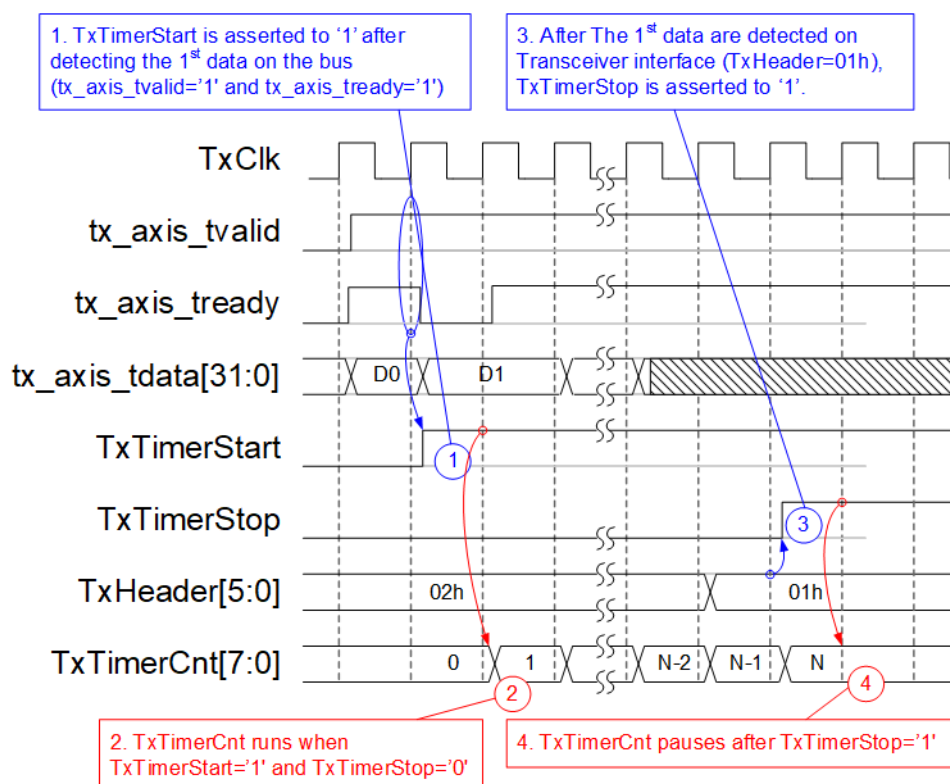 1. TxTimerStart is asserted to ‘1’ after
detecting the 1st data on the bus
(tx_axis_tvalid=’1’ and tx_axis_tready=’1’)
3. After The 1st data are detected on
Transceiver interface (TxHeader=01h),
TxTimerStop is asserted to ‘1’.
TxClk
tx_axis_tvalid
tx_axis_tready
tx_axis_tdata[31:0]
D0
D1
TxTimerStart
1
TxTimerStop
3
TxHeader[5:0]
02h
01h
TxTimerCnt[7:0]
0
1
N-2
N-1
N
2
4
2. TxTimerCnt runs when
TxTimerStart=’1’ and TxTimerStop=’0’
4. TxTimerCnt pauses after TxTimerStop=’1’